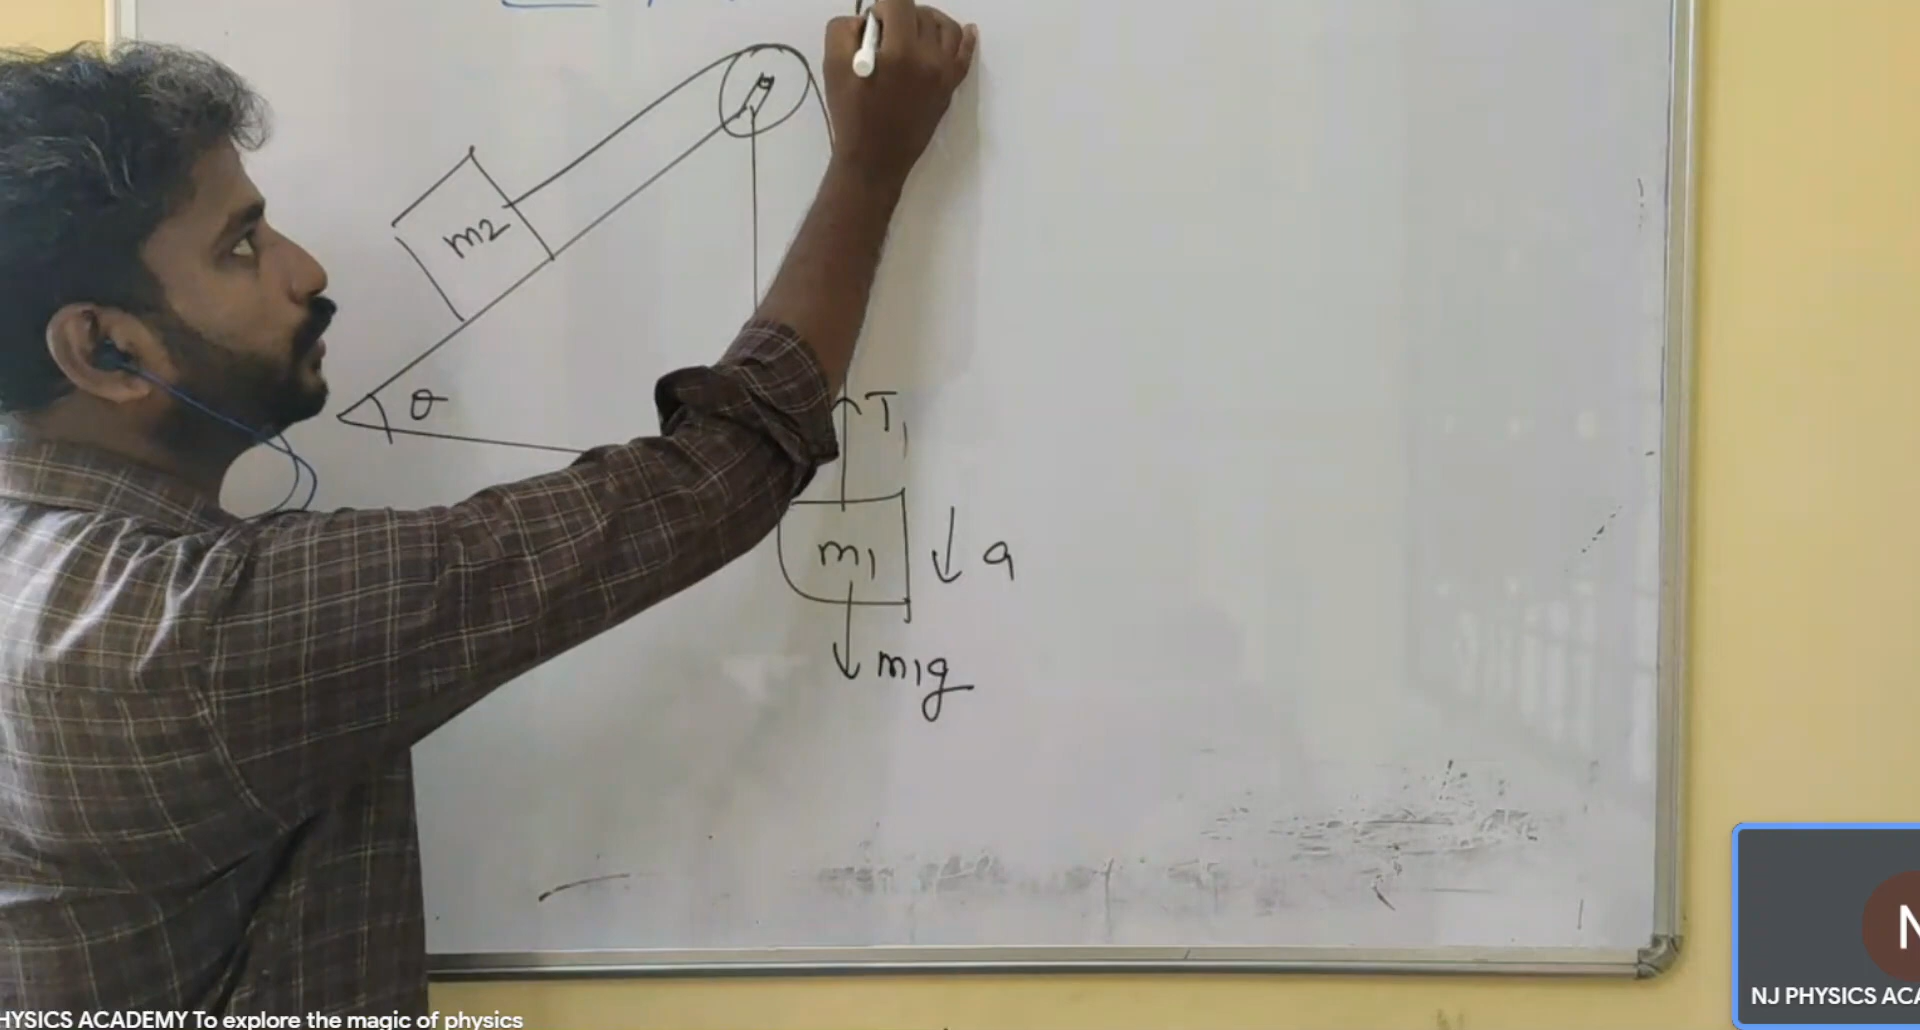 m2
θ
T1
m1
a
m1g
HYSICS ACADEMY To explore the magic of physics
N
NJ PHYSICS ACA